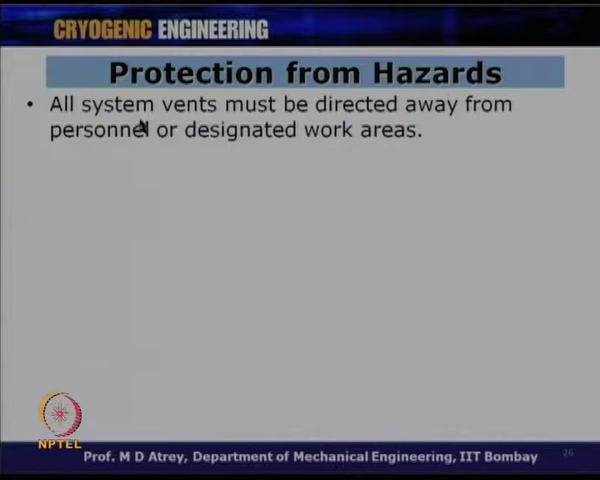 CRYOGENIC ENGINEERING
Protection from Hazards
• All system vents must be directed away from
personnel or designated work areas.
NPTEL
Prof. M D Atrey, Department of Mechanical Engineering, IIT Bombay
26